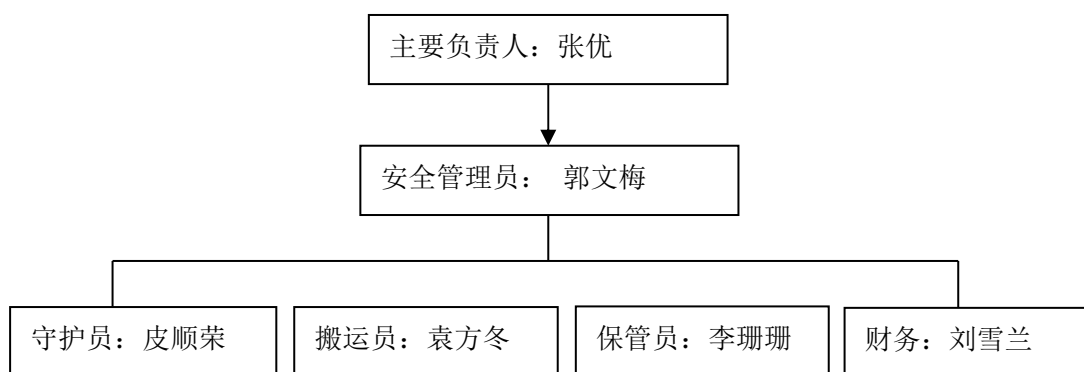 主要负责人：张优
安全管理员： 郭文梅
守护员：皮顺荣
搬运员：袁方冬
保管员：李珊珊
财务：刘雪兰